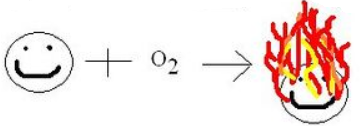 + O₂ →